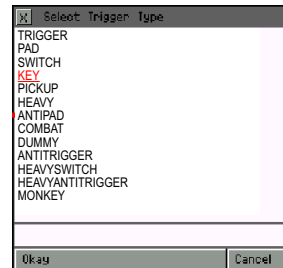 X Select Trigger Type
TRIGGER
PAD
SWITCH
KEY
PICKUP
HEAVY
ANTIPAD
COMBAT
DUMMY
ANTITRIGGER
HEAVYSWITCH
HEAVYANTITRIGGER
MONKEY
Okay Cancel